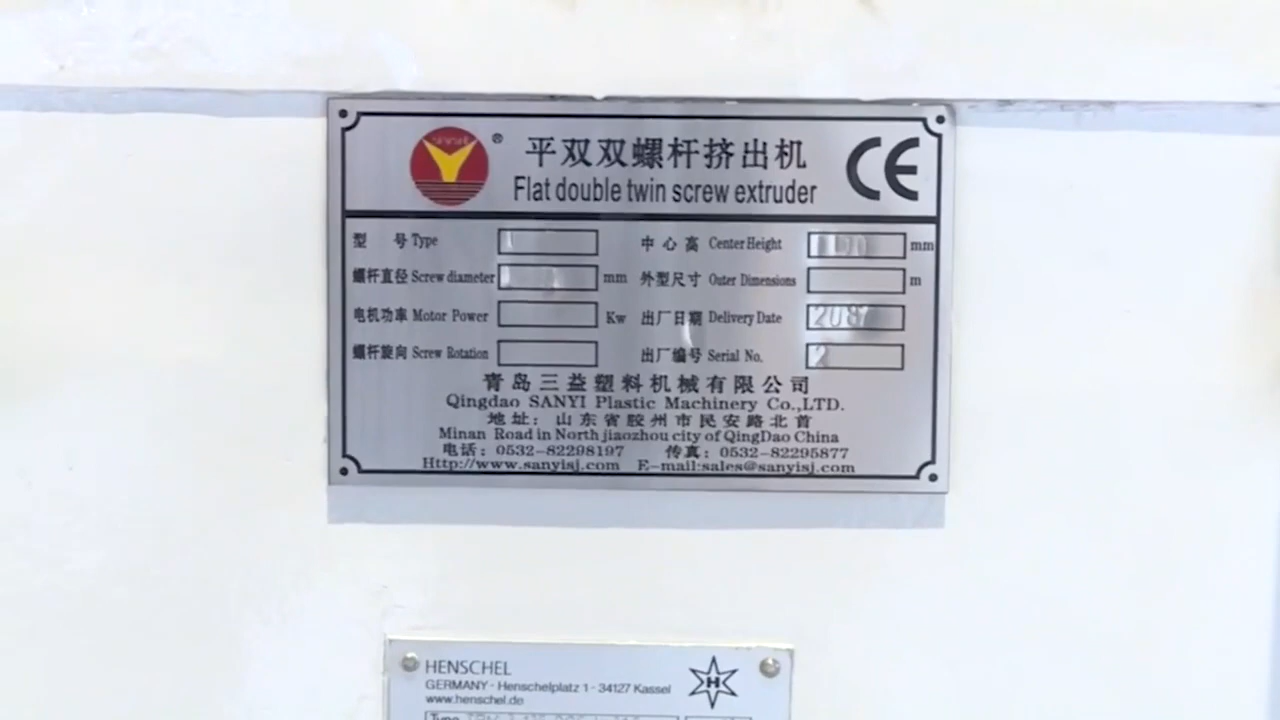 SANYI ®
平双双螺杆挤出机
Flat double twin screw extruder
CE
型 号 Type
中心高 Center Height mm
螺杆直径 Screw diameter mm
外型尺寸 Outer Dimensions m
电机功率 Motor Power Kw
出厂日期 Delivery Date
螺杆旋向 Screw Rotation
出厂编号 Serial No. 2
青岛三益塑料机械有限公司
Qingdao SANYI Plastic Machinery Co.,LTD.
地址: 山东省胶州市民安路北首
Minan Road in North jiaozhou city of QingDao China
电话: 0532-82298197 传真: 0532-82295877
Http://www.sanyisj.com E-mail:sales@sanyisj.com
HENSCHEL
GERMANY · Henschelplatz 1 · 34127 Kassel
www.henschel.de
H
Type